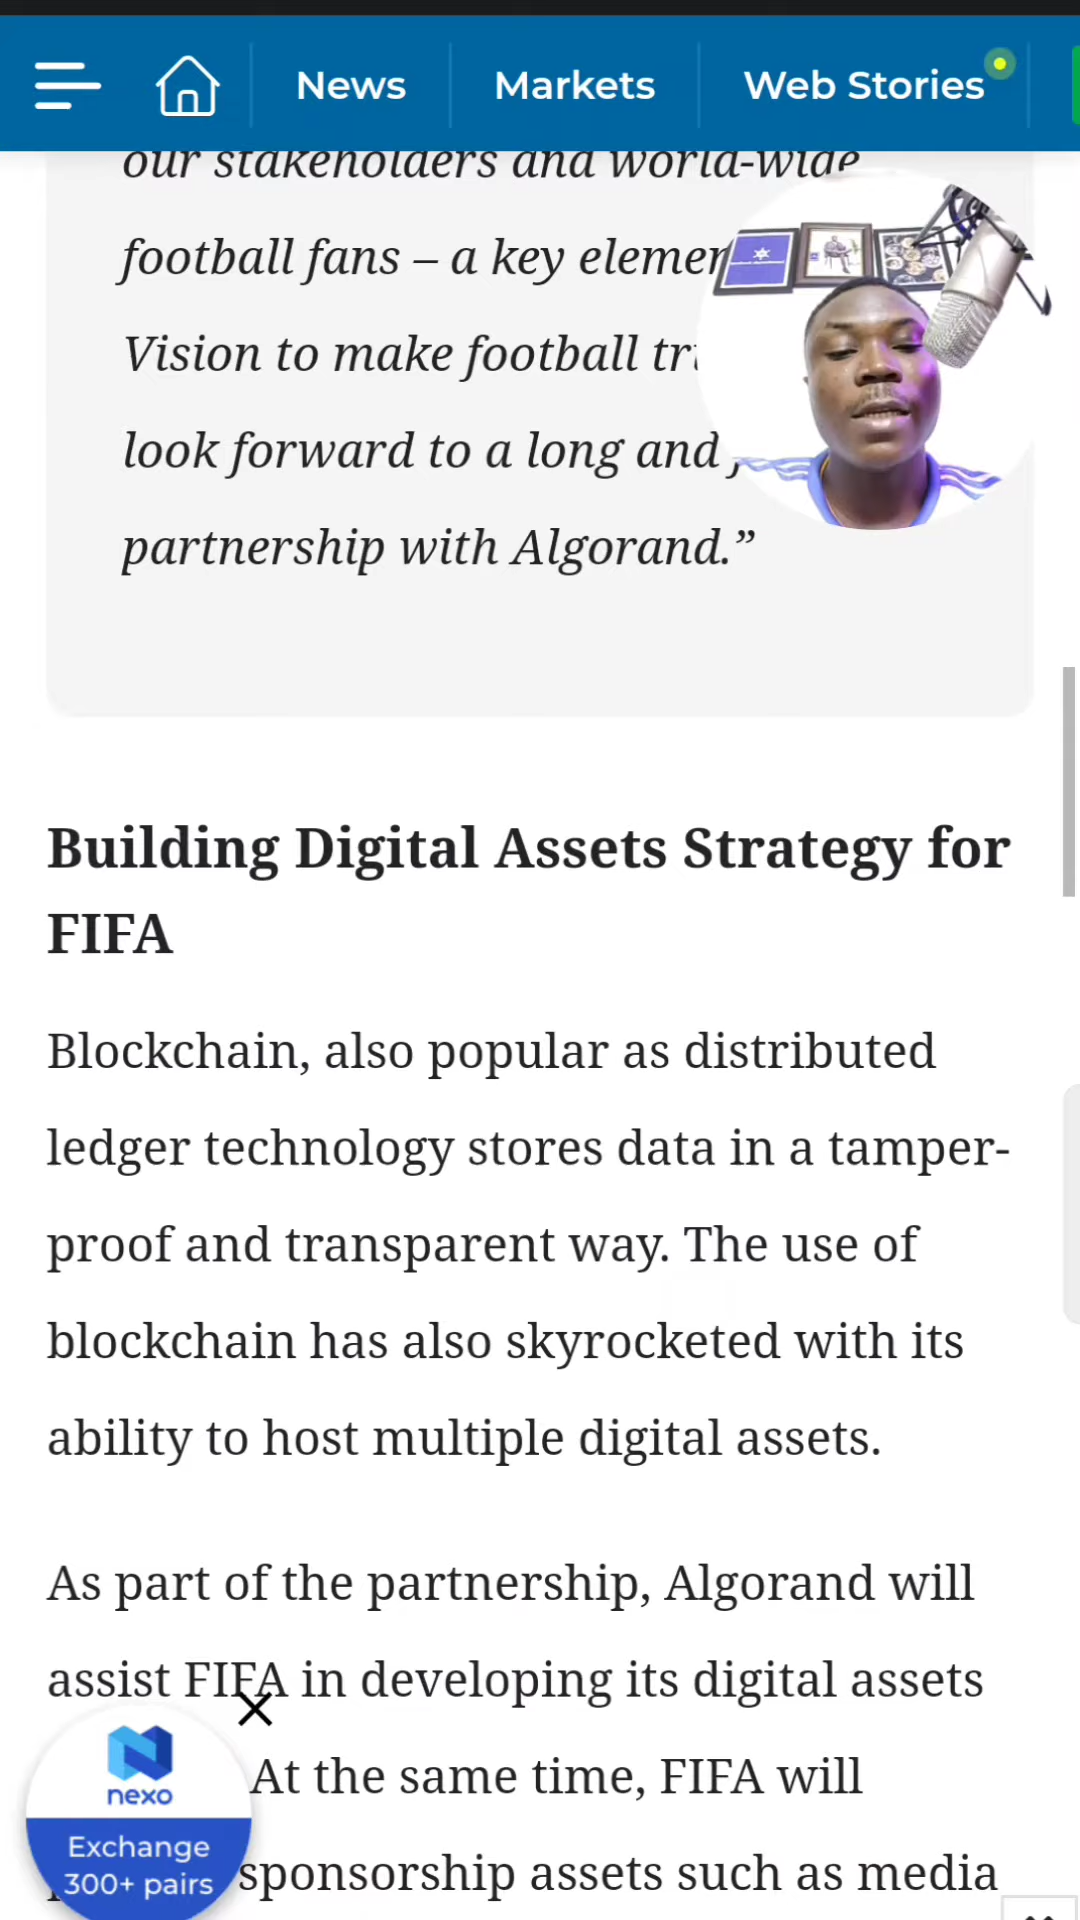 News Markets Web Stories
our stakeholders and world-wide
football fans – a key
Vision to make football
look forward to a long and
partnership with Algorand.”
Building Digital Assets Strategy for
FIFA
Blockchain, also popular as distributed
ledger technology stores data in a tamper-
proof and transparent way. The use of
blockchain has also skyrocketed with its
ability to host multiple digital assets.
As part of the partnership, Algorand will
assist FIFA in developing its digital assets
At the same time, FIFA will
sponsorship assets such as media
nexo
Exchange
300+ pairs